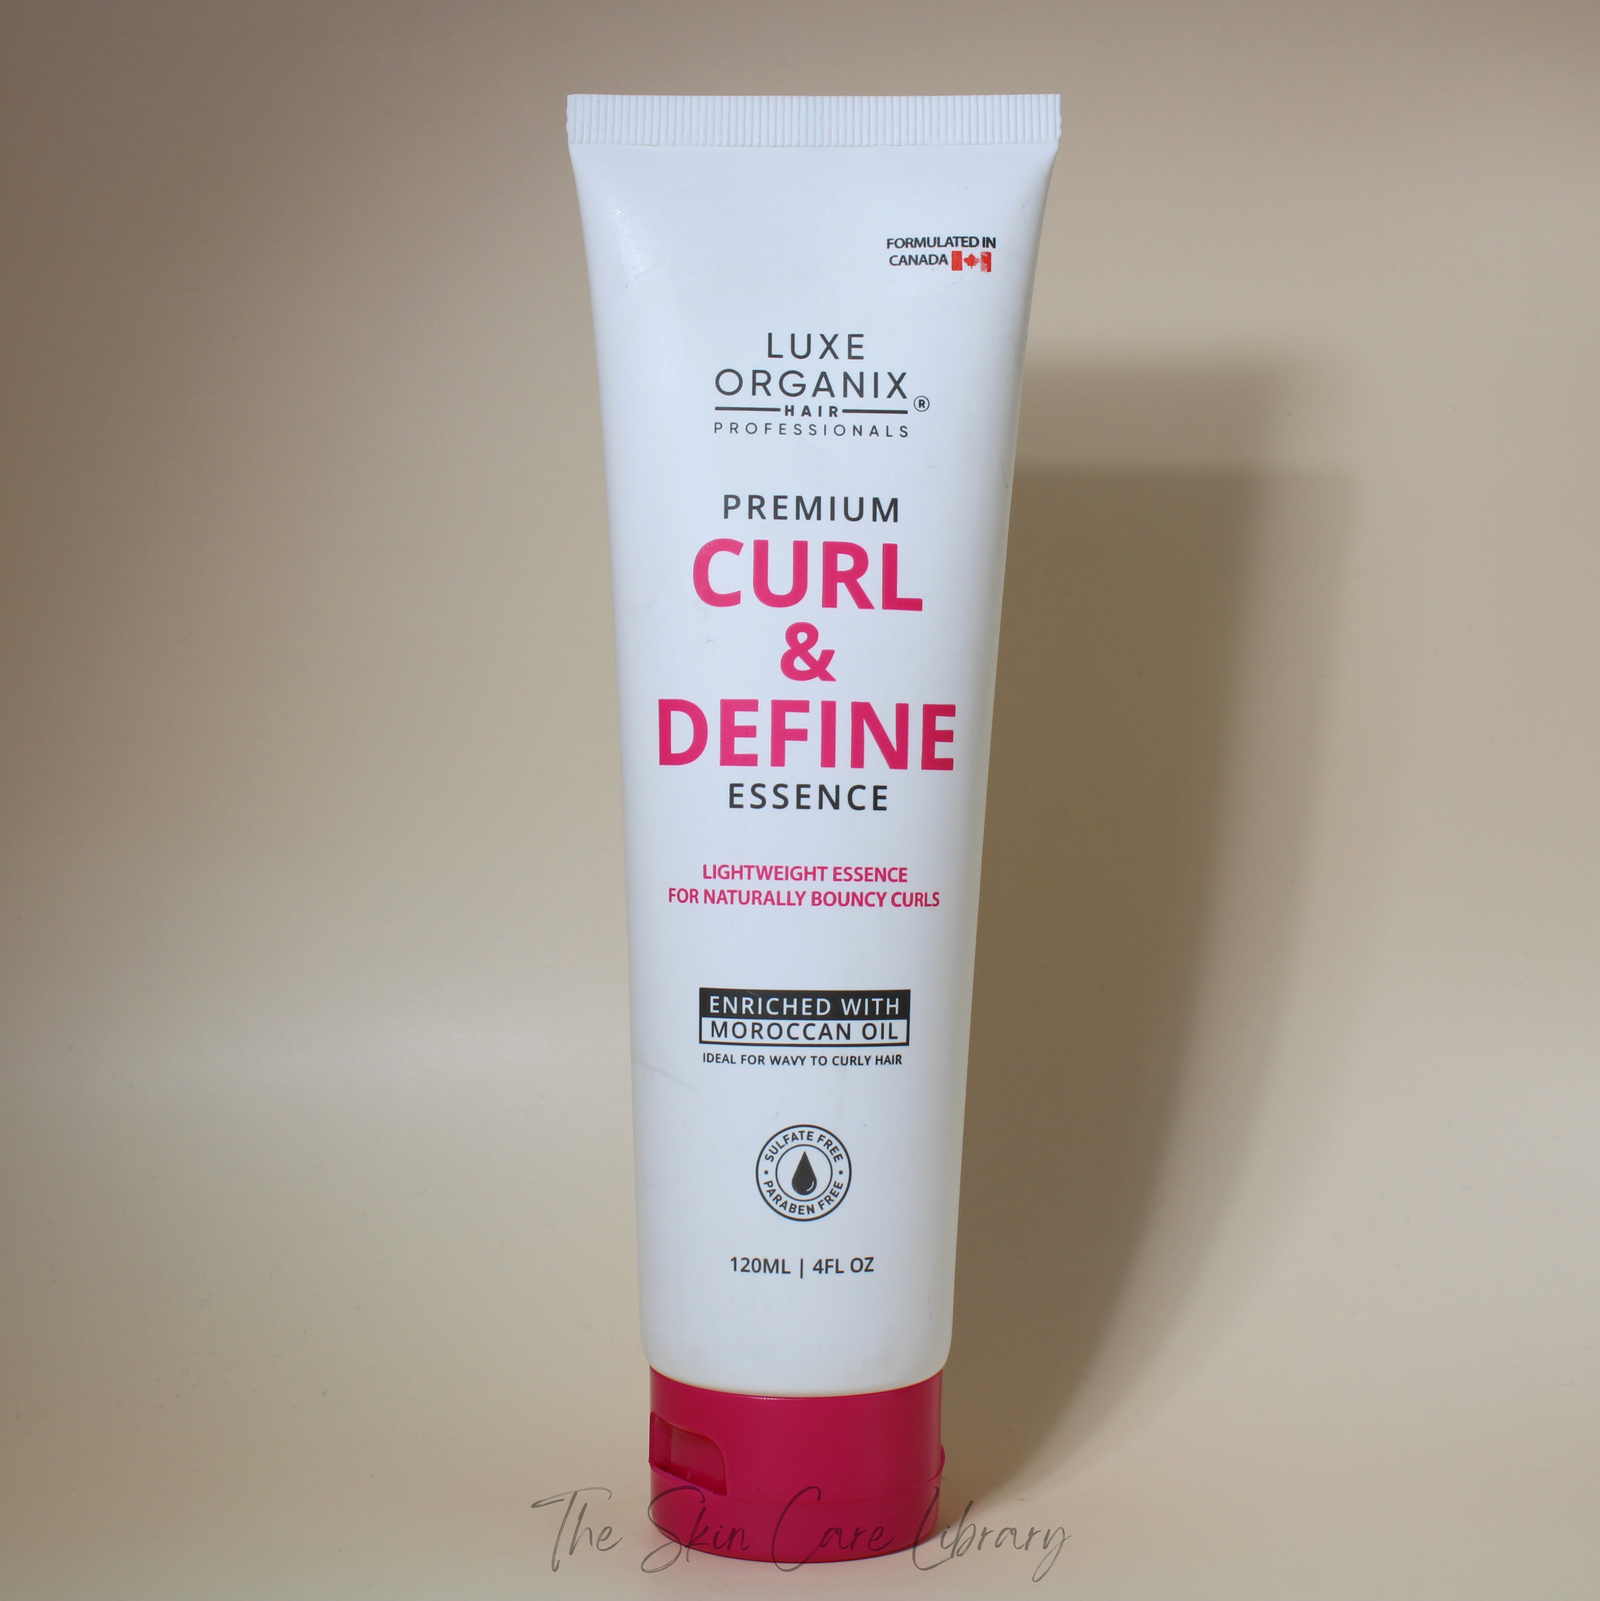 FORMULATED IN
CANADA
LUXE
ORGANIX®
HAIR
PROFESSIONALS
PREMIUM
CURL
&
DEFINE
ESSENCE
LIGHTWEIGHT ESSENCE
FOR NATURALLY BOUNCY CURLS
ENRICHED WITH
MOROCCAN OIL
IDEAL FOR WAVY TO CURLY HAIR
SULFATE FREE
PARABEN FREE
120ML | 4FL OZ
The Skin Care Library